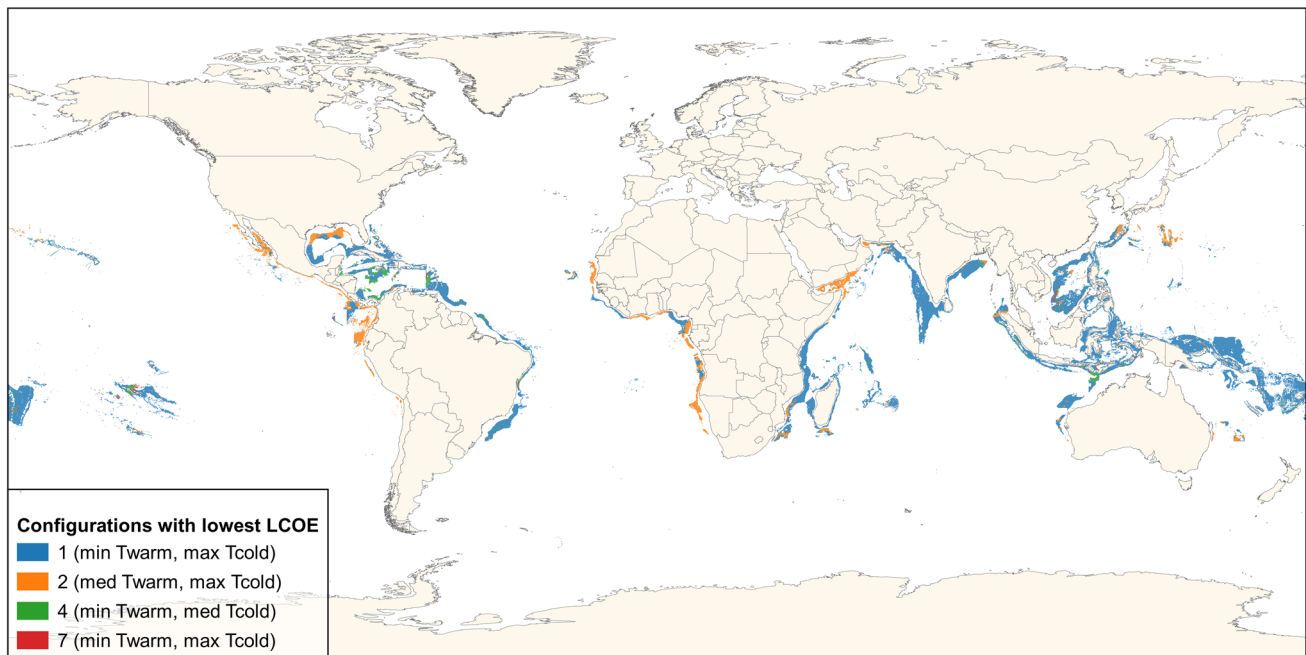 Configurations with lowest LCOE
1 (min Twarm, max Tcold)
2 (med Twarm, max Tcold)
4 (min Twarm, med Tcold)
7 (min Twarm, max Tcold)